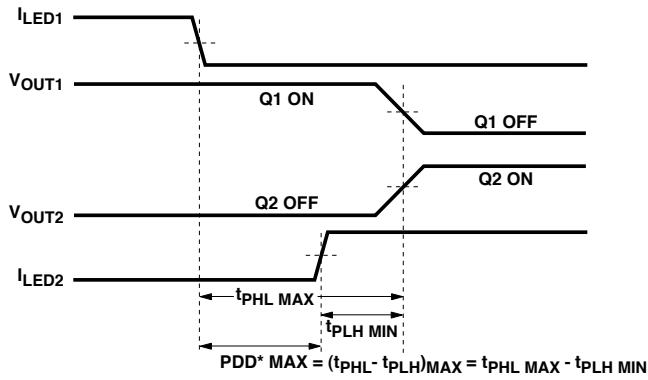 ILED1
VOUT1
Q1 ON
Q1 OFF
Q2 OFF
Q2 ON
VOUT2
ILED2
tPHL MAX
tPLH MIN
PDD* MAX = (tPHL- tPLH)MAX = tPHL MAX - tPLH MIN